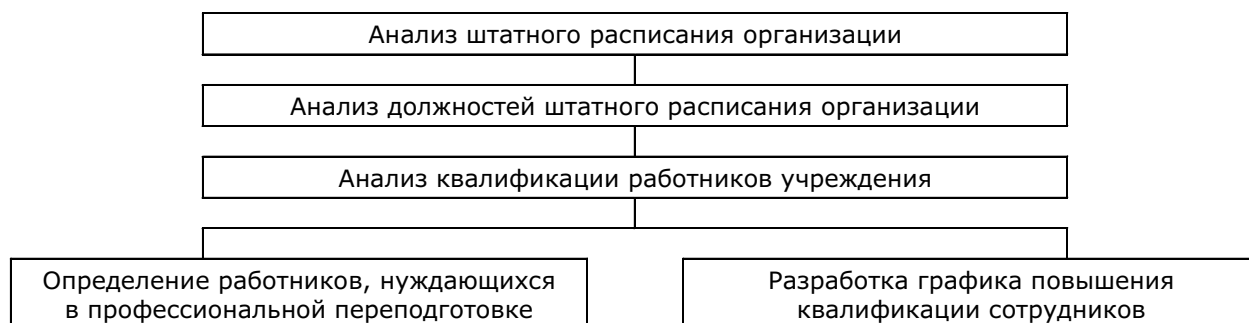 Анализ штатного расписания организации
Анализ должностей штатного расписания организации
Анализ квалификации работников учреждения
Определение работников, нуждающихся
в профессиональной переподготовке
Разработка графика повышения
квалификации сотрудников